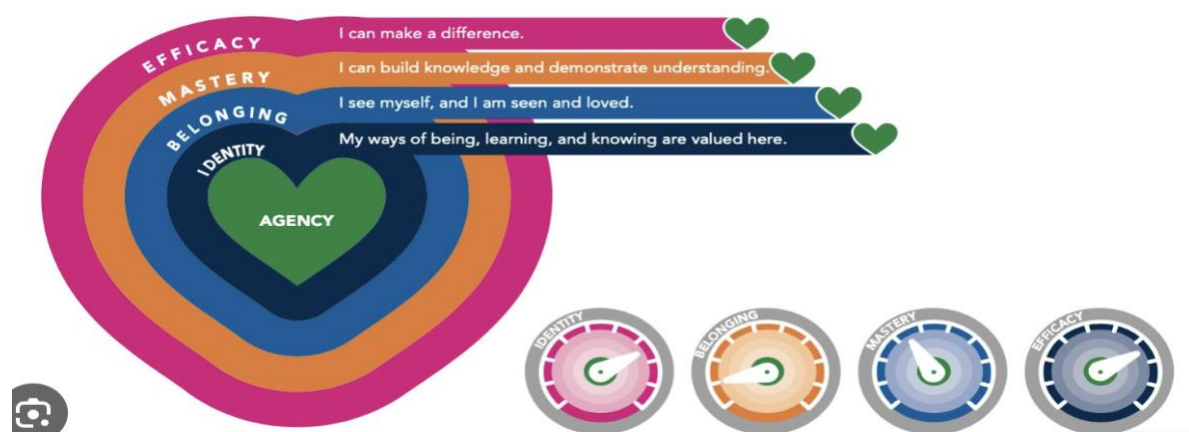 EFFICACY
I can make a difference.
MASTERY
I can build knowledge and demonstrate understanding.
BELONGING
I see myself, and I am seen and loved.
IDENTITY
My ways of being, learning, and knowing are valued here.
AGENCY
IDENTITY
BELONGING
MASTERY
EFFICACY